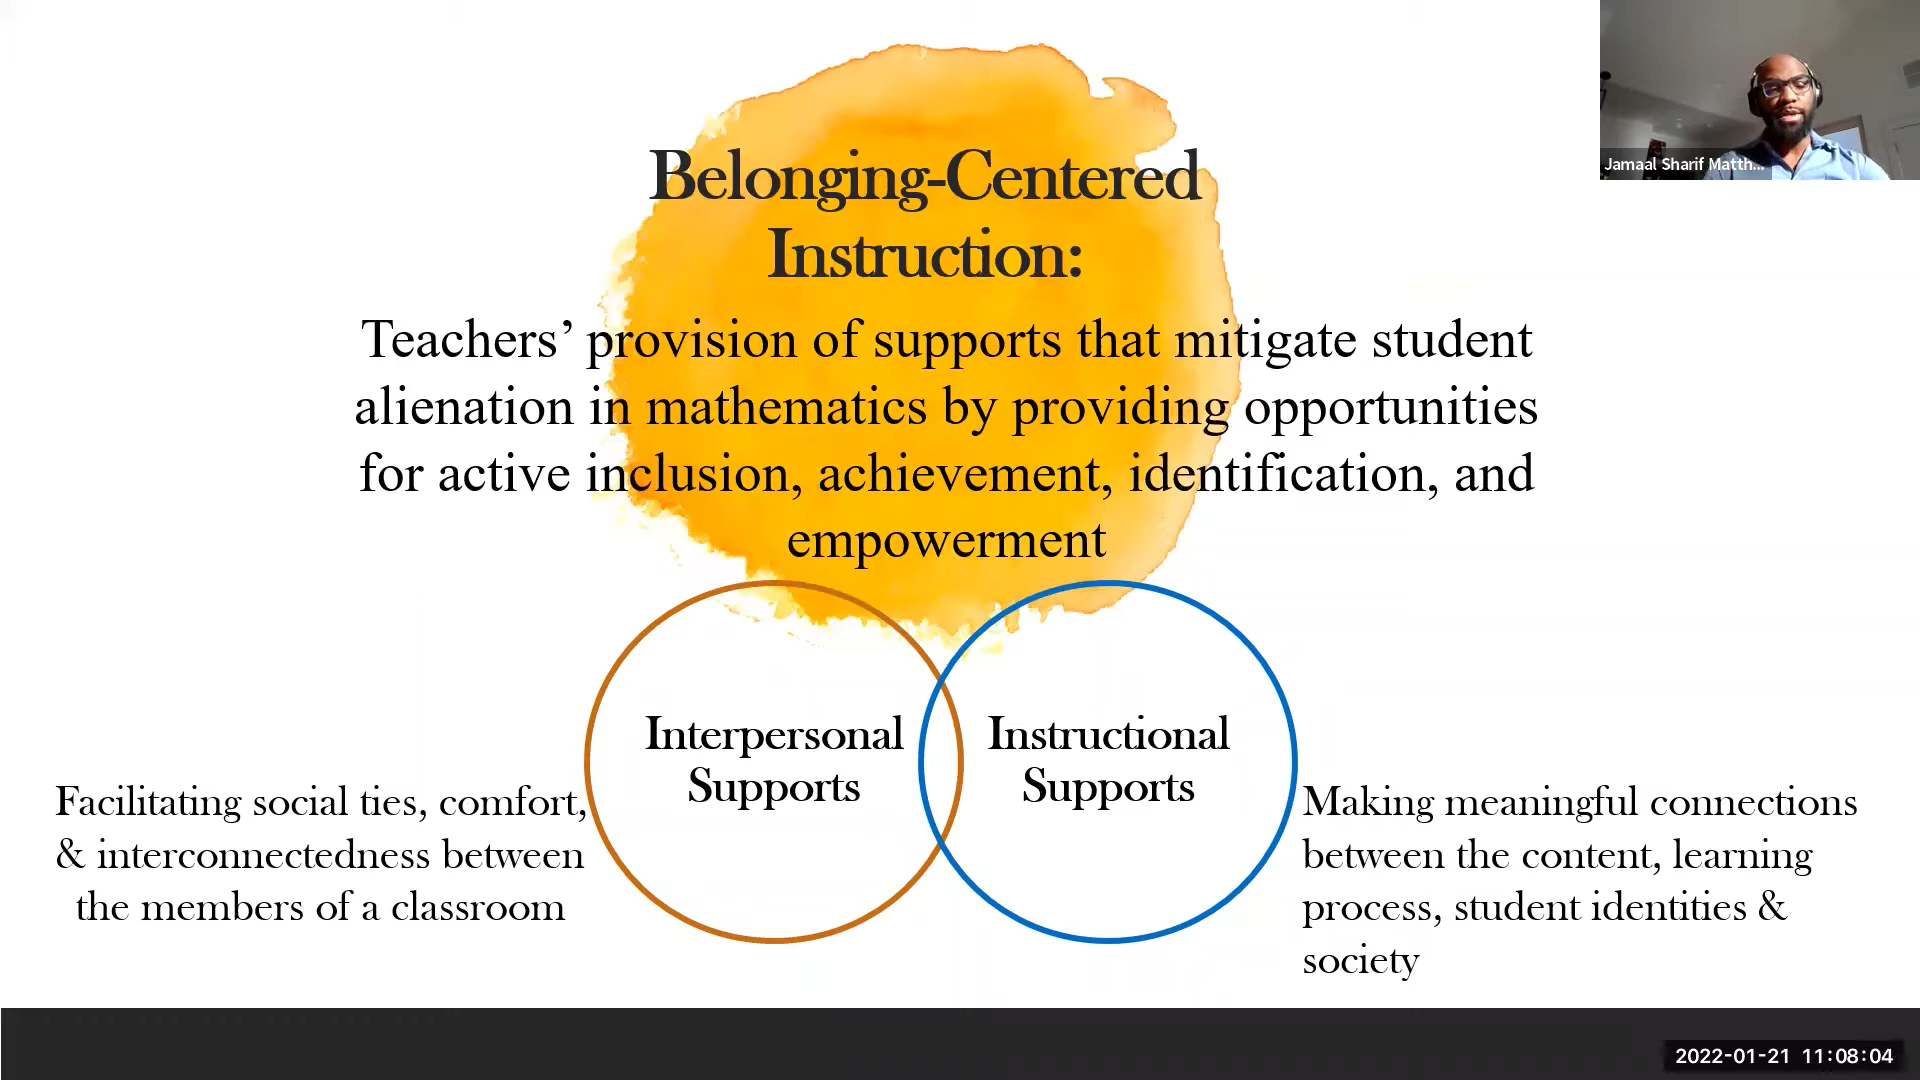 Jamaal Sharif Matth...
Belonging-Centered
Instruction:
Teachers’ provision of supports that mitigate student
alienation in mathematics by providing opportunities
for active inclusion, achievement, identification, and
empowerment
Interpersonal
Supports
Instructional
Supports
Facilitating social ties, comfort,
& interconnectedness between
the members of a classroom
Making meaningful connections
between the content, learning
process, student identities &
society
2022-01-21 11:08:04